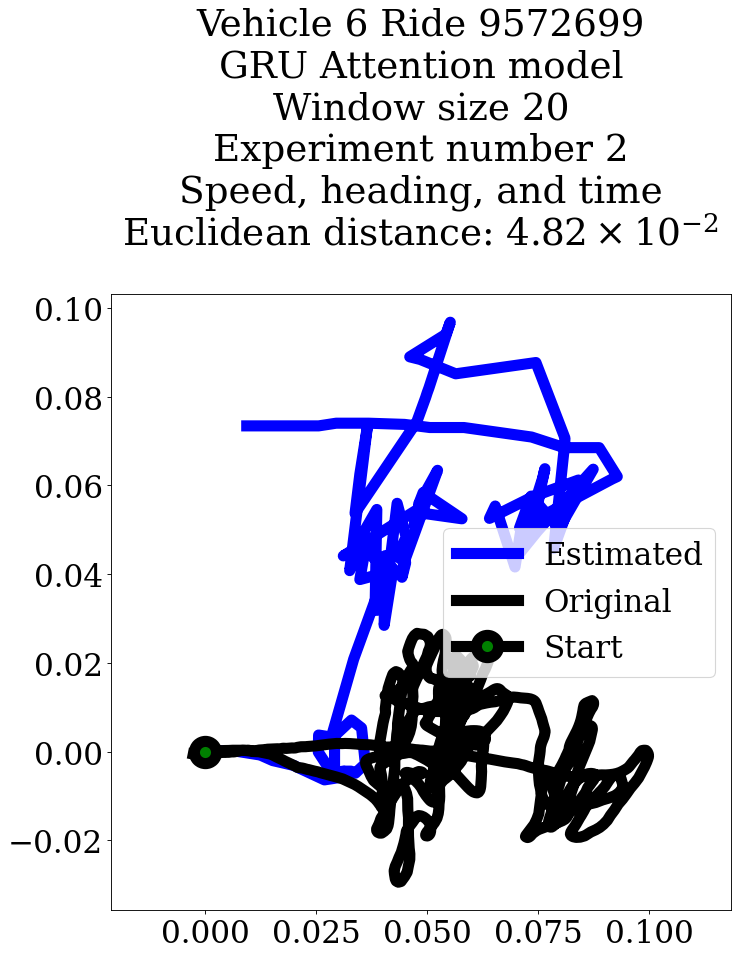 Vehicle 6 Ride 9572699
GRU Attention model
Window size 20
Experiment number 2
Speed, heading, and time
Euclidean distance: 4.82 × 10⁻²
0.10
0.08
0.06
0.04
0.02
0.00
−0.02
Estimated
Original
Start
0.000 0.025 0.050 0.075 0.100